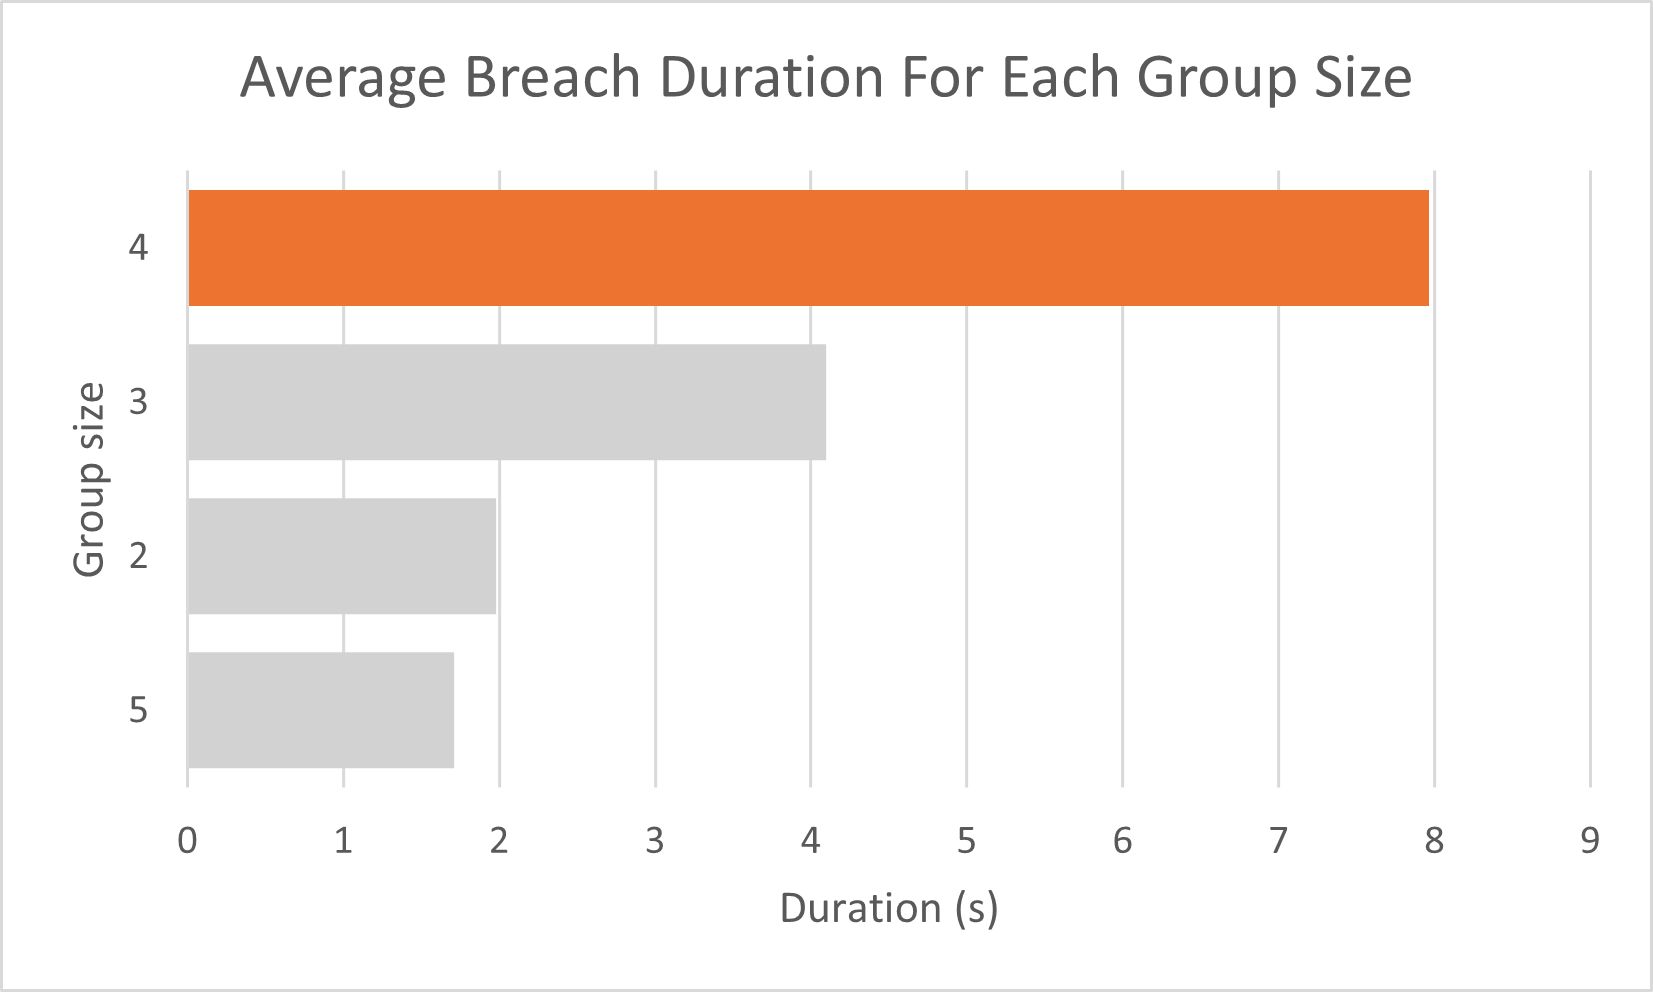 Average Breach Duration For Each Group Size
Group size
4
3
2
5
0 1 2 3 4 5 6 7 8 9
Duration (s)